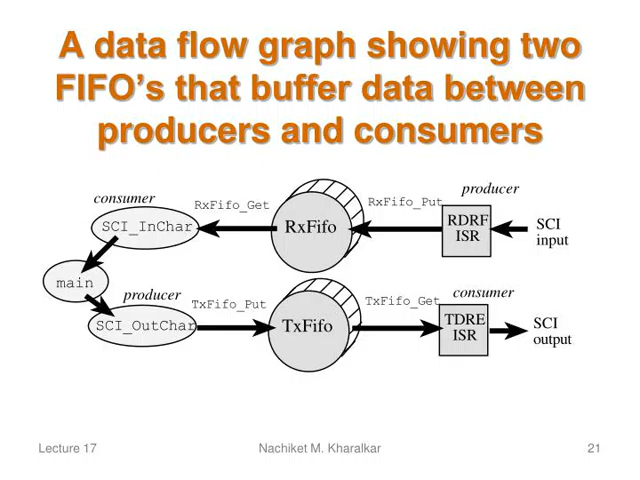 A data flow graph showing two
FIFO’s that buffer data between
producers and consumers
consumer
RxFifo_Get
RxFifo_Put
producer
SCI_InChar
RxFifo
RDRF
ISR
SCI
input
main
producer
TxFifo_Put
TxFifo_Get
consumer
SCI_OutChar
TxFifo
TDRE
ISR
SCI
output
Lecture 17
Nachiket M. Kharalkar
21